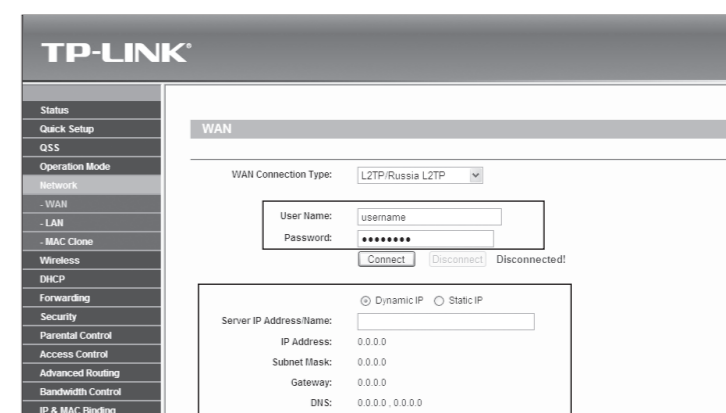 TP-LINK®
Status
Quick Setup
QSS
Operation Mode
Network
- WAN
- LAN
- MAC Clone
Wireless
DHCP
Forwarding
Security
Parental Control
Access Control
Advanced Routing
Bandwidth Control
IP & MAC Binding
WAN
WAN Connection Type: L2TP/Russia L2TP
User Name: username
Password: ●●●●●●●●
Connect Disconnect Disconnected!
Dynamic IP Static IP
Server IP Address/Name:
IP Address: 0.0.0.0
Subnet Mask: 0.0.0.0
Gateway: 0.0.0.0
DNS: 0.0.0.0 , 0.0.0.0